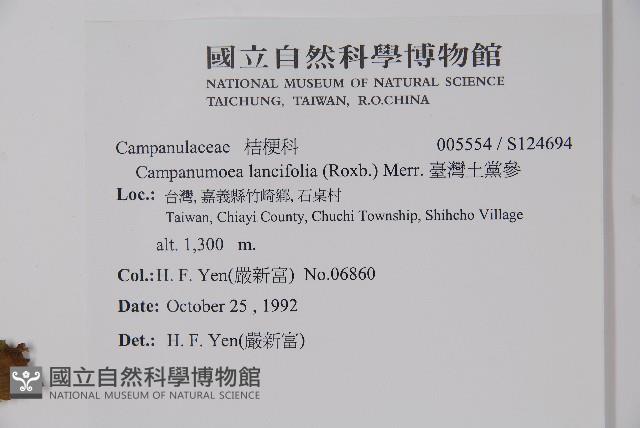 國立自然科學博物館
NATIONAL MUSEUM OF NATURAL SCIENCE
TAICHUNG, TAIWAN, R.O.CHINA
Campanulaceae 桔梗科 005554 / S124694
Campanumoea lancifolia (Roxb.) Merr. 臺灣土黨參
Loc.: 台灣, 嘉義縣竹崎鄉, 石桌村
Taiwan, Chiayi County, Chuchi Township, Shihcho Village
alt. 1,300 m.
Col.: H. F. Yen(嚴新富) No.06860
Date: October 25 , 1992
Det.: H. F. Yen(嚴新富)
國立自然科學博物館
NATIONAL MUSEUM OF NATURAL SCIENCE